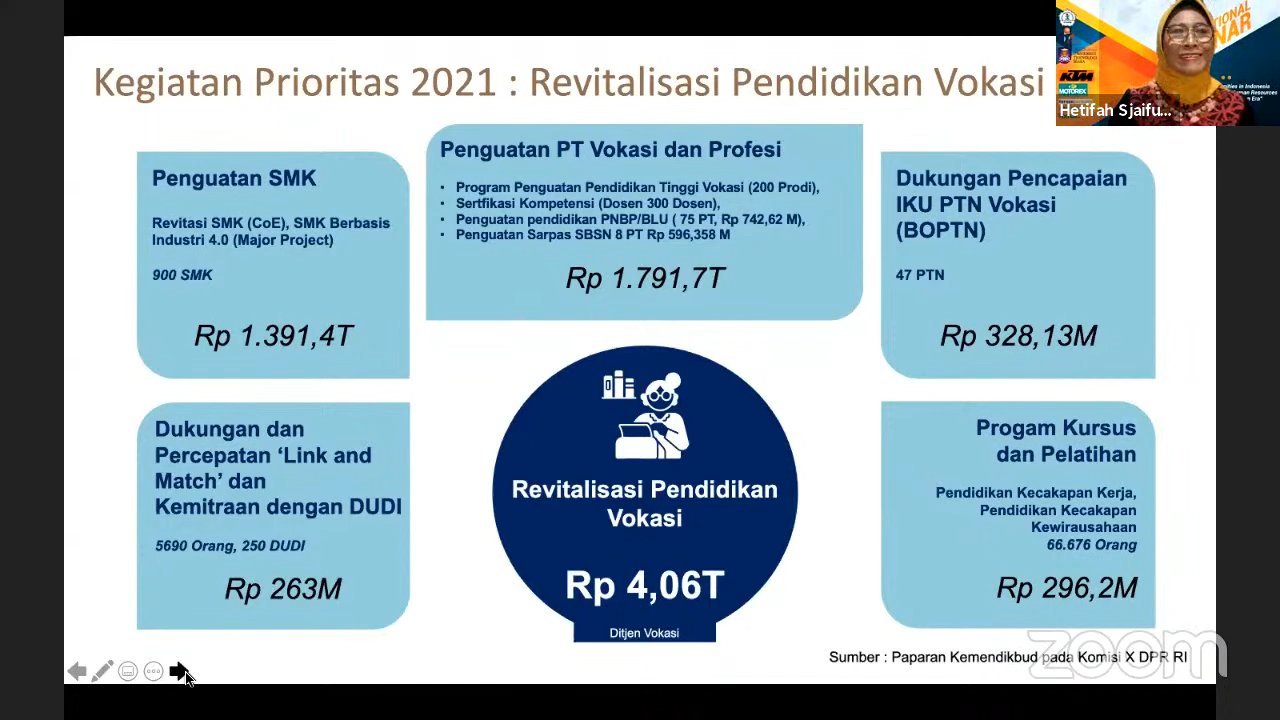 Kegiatan Prioritas 2021 : Revitalisasi Pendidikan Vokasi
KTM
MOTOREX
Hetifah Sjaifu...
Penguatan SMK
Revitasi SMK (CoE), SMK Berbasis
Industri 4.0 (Major Project)
900 SMK
Rp 1.391,4T
Penguatan PT Vokasi dan Profesi
• Program Penguatan Pendidikan Tinggi Vokasi (200 Prodi),
• Sertfikasi Kompetensi (Dosen 300 Dosen),
• Penguatan pendidikan PNBP/BLU ( 75 PT, Rp 742,62 M),
• Penguatan Sarpas SBSN 8 PT Rp 596,358 M
Rp 1.791,7T
Dukungan Pencapaian
IKU PTN Vokasi
(BOPTN)
47 PTN
Rp 328,13M
Dukungan dan
Percepatan ‘Link and
Match’ dan
Kemitraan dengan DUDI
5690 Orang, 250 DUDI
Rp 263M
Revitalisasi Pendidikan
Vokasi
Rp 4,06T
Ditjen Vokasi
Progam Kursus
dan Pelatihan
Pendidikan Kecakapan Kerja,
Pendidikan Kecakapan
Kewirausahaan
66.676 Orang
Rp 296,2M
Sumber : Paparan Kemendikbud pada Komisi X DPR RI
zoom